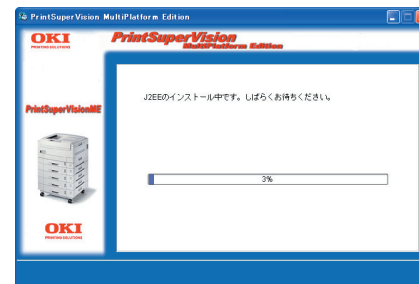 PrintSuperVision MultiPlatform Edition
OKI
PRINTING SOLUTIONS
PrintSuperVision
MultiPlatform Edition
J2EEのインストール中です。しばらくお待ちください。
PrintSuperVisionME
3%
OKI
PRINTING SOLUTIONS